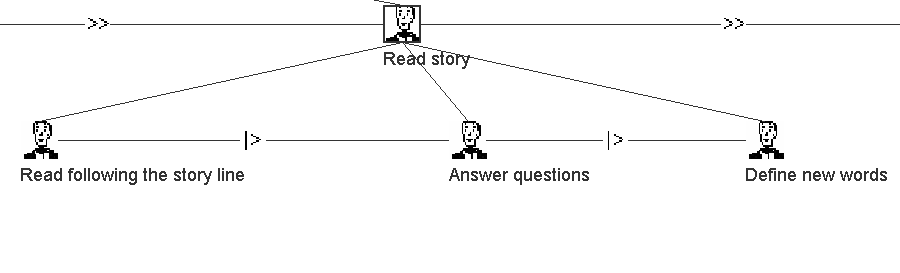 >> >>
Read story
|> |>
Read following the story line Answer questions Define new words